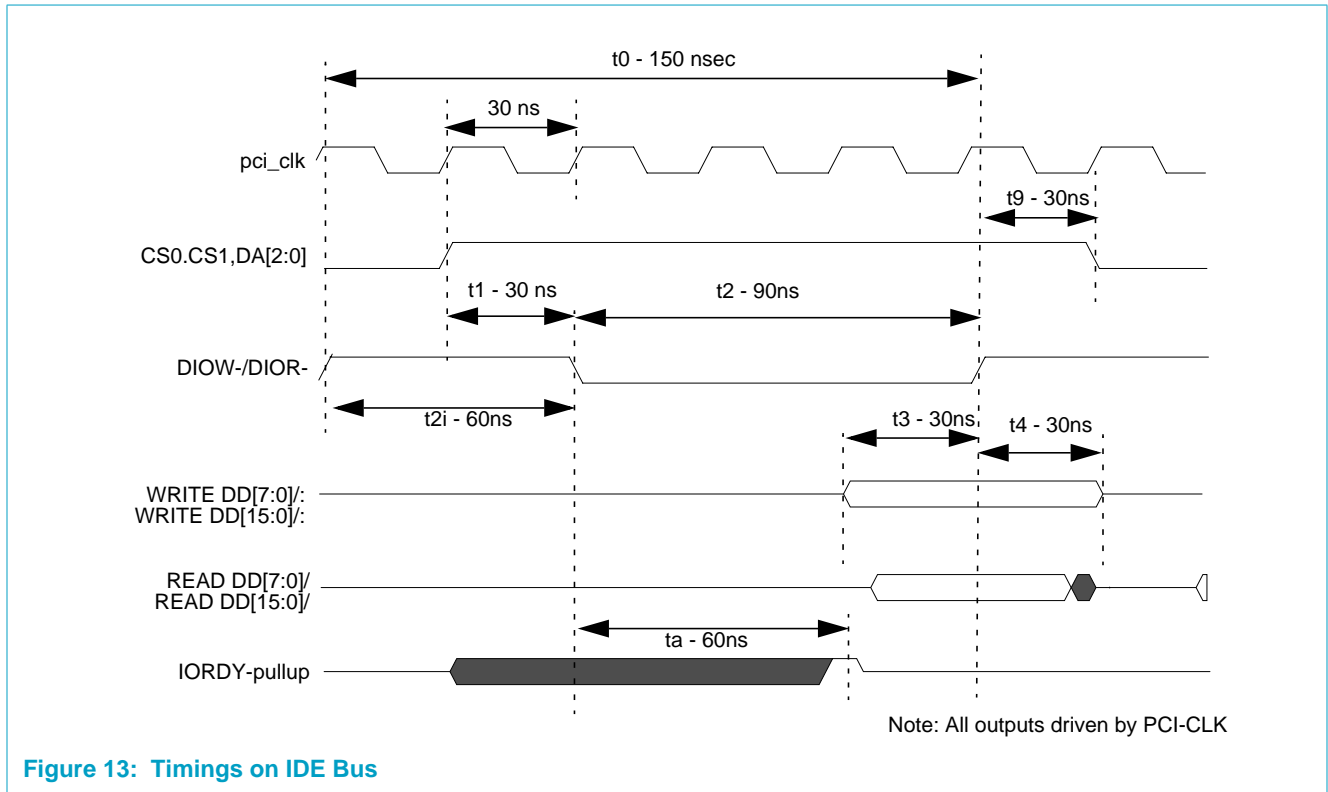 t0 - 150 nsec
30 ns
pci_clk
t9 - 30ns
CS0.CS1,DA[2:0]
t1 - 30 ns
t2 - 90ns
DIOW-/DIOR-
t2i - 60ns
t3 - 30ns
t4 - 30ns
WRITE DD[7:0]/:
WRITE DD[15:0]/:
READ DD[7:0]/
READ DD[15:0]/
ta - 60ns
IORDY-pullup
Note: All outputs driven by PCI-CLK
Figure 13: Timings on IDE Bus